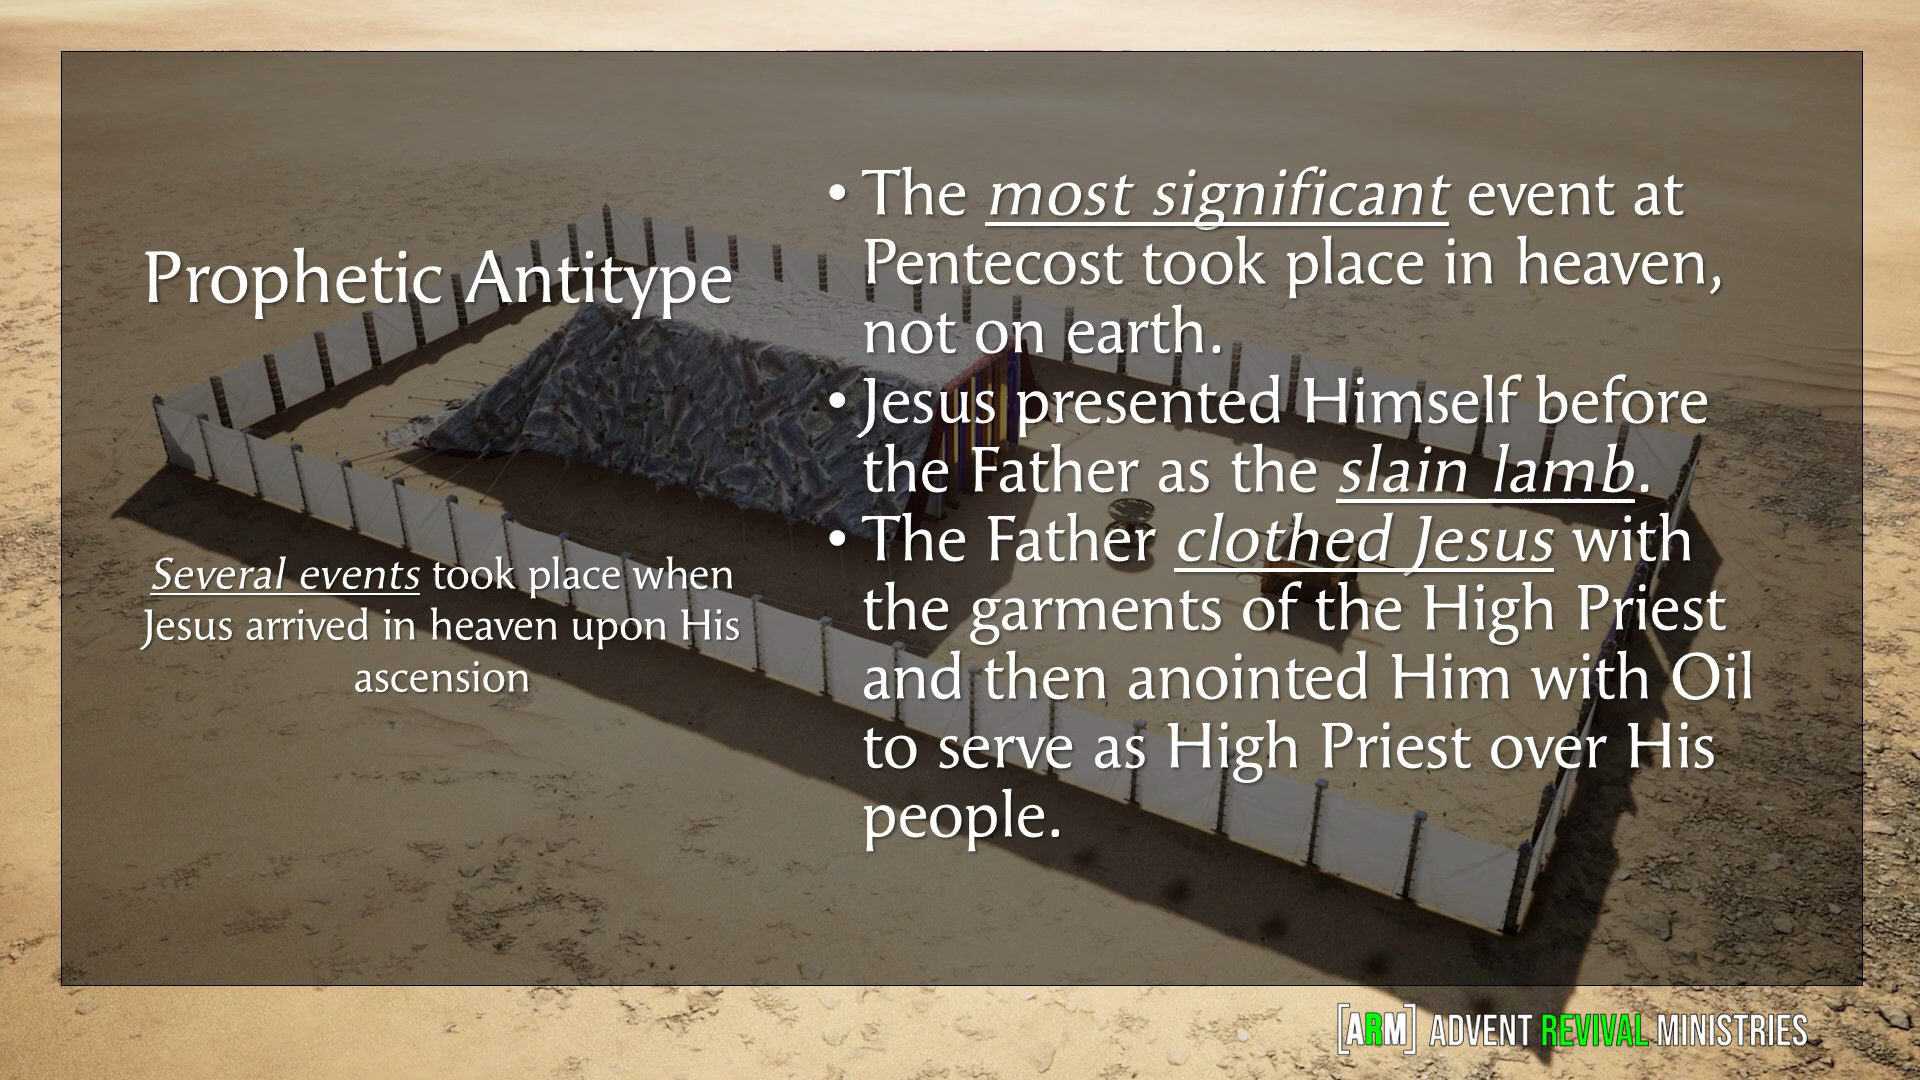 Prophetic Antitype
Several events took place when
Jesus arrived in heaven upon His
ascension
• The most significant event at
Pentecost took place in heaven,
not on earth.
• Jesus presented Himself before
the Father as the slain lamb.
• The Father clothed Jesus with
the garments of the High Priest
and then anointed Him with Oil
to serve as High Priest over His
people.
[ARM] ADVENT REVIVAL MINISTRIES